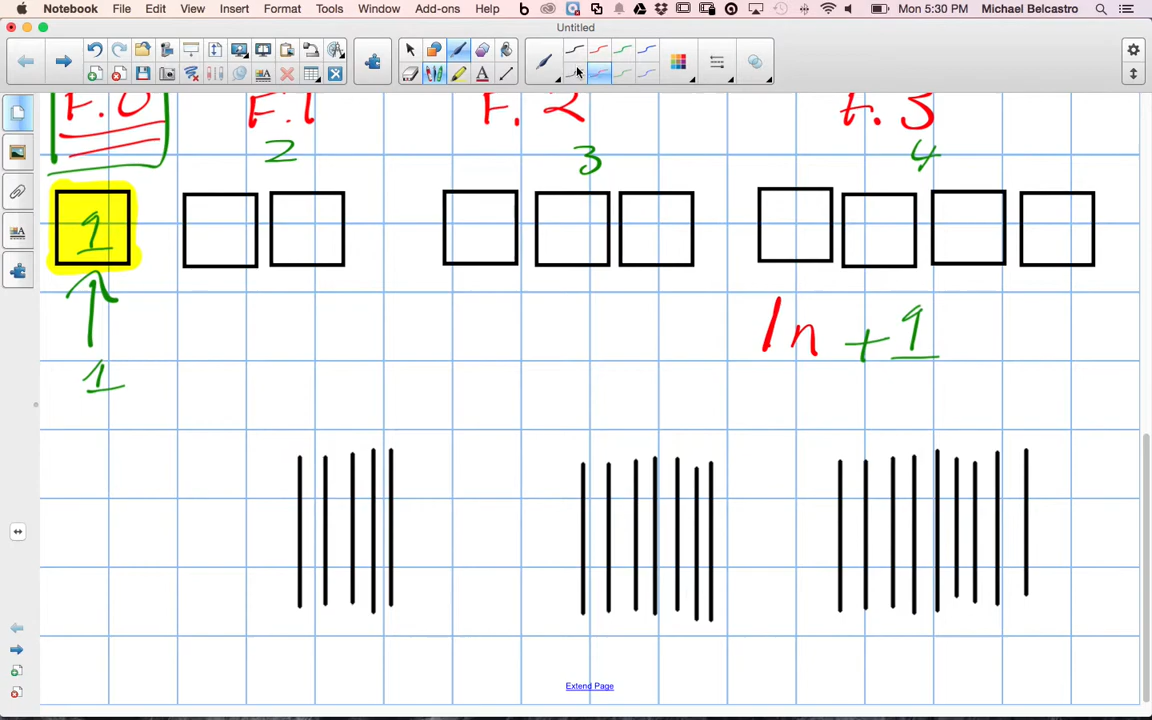 Notebook File Edit View Insert Format Tools Window Add-ons Help Mon 5:30 PM Michael Belcastro
Untitled
F.0 F.1 F. 2 F. 3
2 3 4
1
1n +1
1
Extend Page